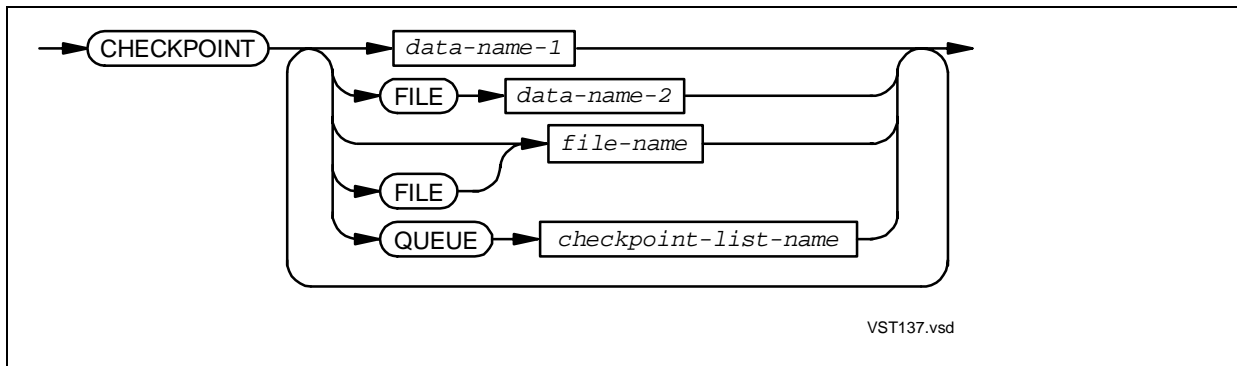 CHECKPOINT data-name-1
FILE data-name-2
file-name
FILE
QUEUE checkpoint-list-name
VST137.vsd